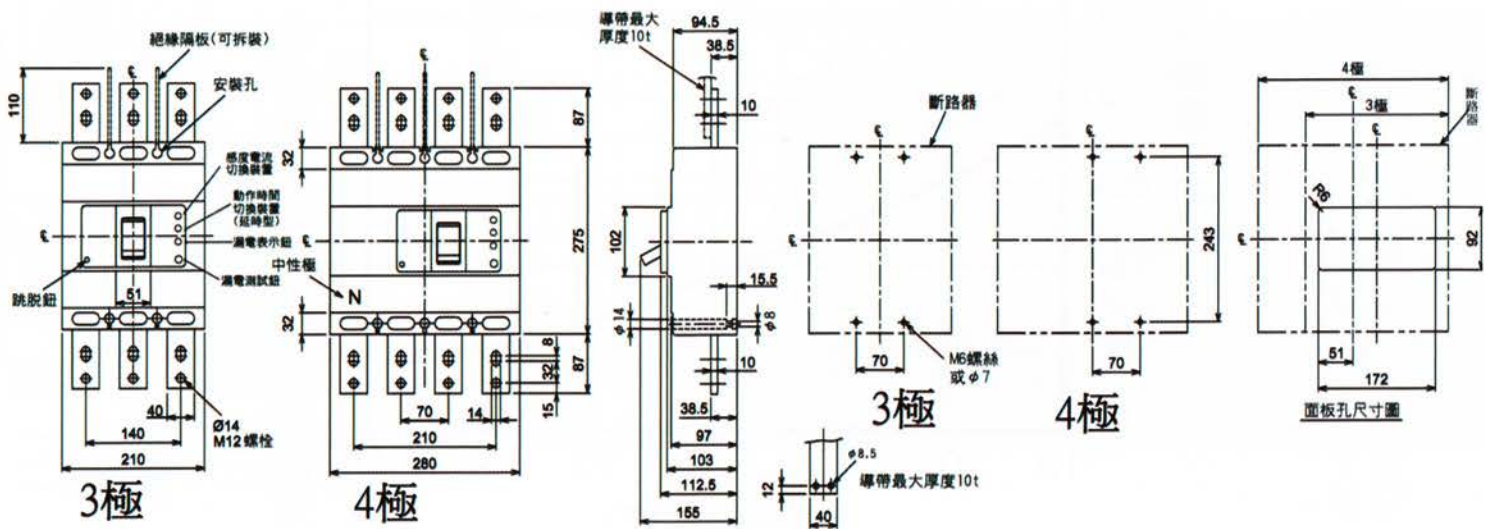 絕緣隔板(可拆裝)
℄
安裝孔
110
感度電流
切換裝置
動作時間
切換裝置
(延時型)
漏電表示鈕
漏電測試鈕
℄
跳脫鈕
51
40
Ø14
M12 螺栓
140
210
3極
℄
87
32
275
℄
中性極
N
32
8
32
15
87
70
14
210
280
4極
導帶最大
厚度10t
94.5
38.5
10
102
15.5
φ14
φ8
10
38.5
97
103
112.5
155
斷路器
℄
℄
70
M6螺絲
或φ7
3極
℄
243
70
4極
φ8.5
導帶最大厚度10t
12
40
4極
℄
3極
℄
斷路器
R6
℄
92
51
172
面板孔尺寸圖